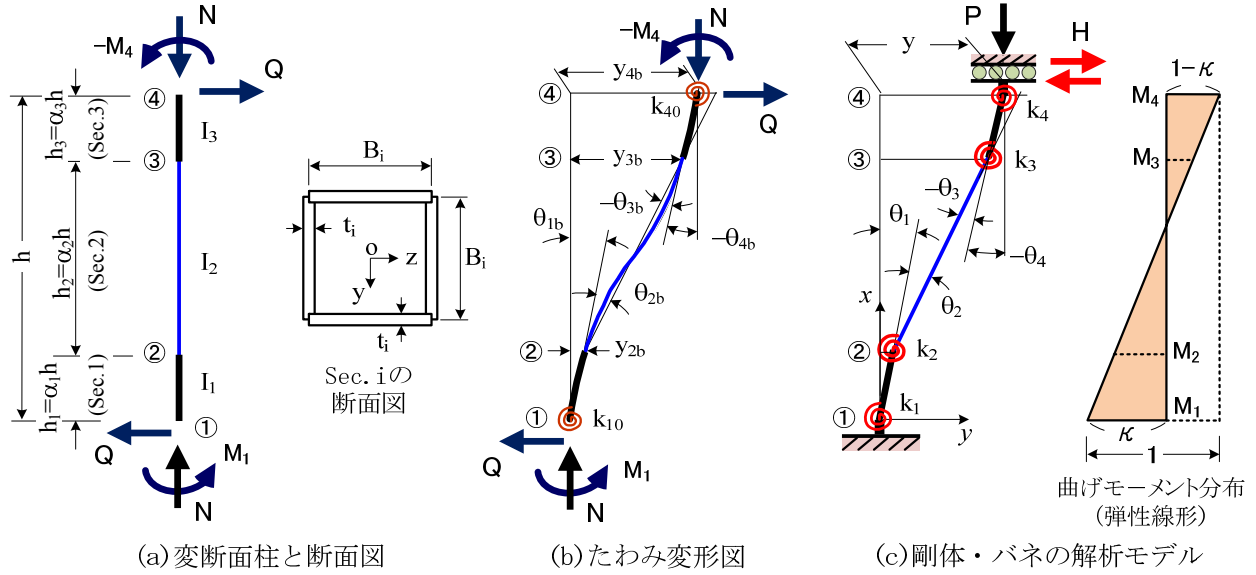 N
-M₄
Q
④
h₃=α₃h
(Sec.3)
I₃
③
h
h₂=α₂h
(Sec.2)
I₂
②
h₁=α₁h
(Sec.1)
I₁
①
Q
M₁
N
Bᵢ
tᵢ
o
z
y
Bᵢ
tᵢ
Sec.iの
断面図
(a)変断面柱と断面図
N
-M₄
y₄b
④
k₄₀
Q
③
y₃b
θ₁b
-θ₃b
-θ₄b
θ₂b
②
y₂b
①
k₁₀
Q
M₁
N
(b)たわみ変形図
P
H
y
④
k₄
③
k₃
θ₁
-θ₃
-θ₄
θ₂
x
②
k₂
①
k₁
y
(c)剛体・バネの解析モデル
1-κ
M₄
M₃
M₂
M₁
κ
1
曲げモーメント分布
(弾性線形)